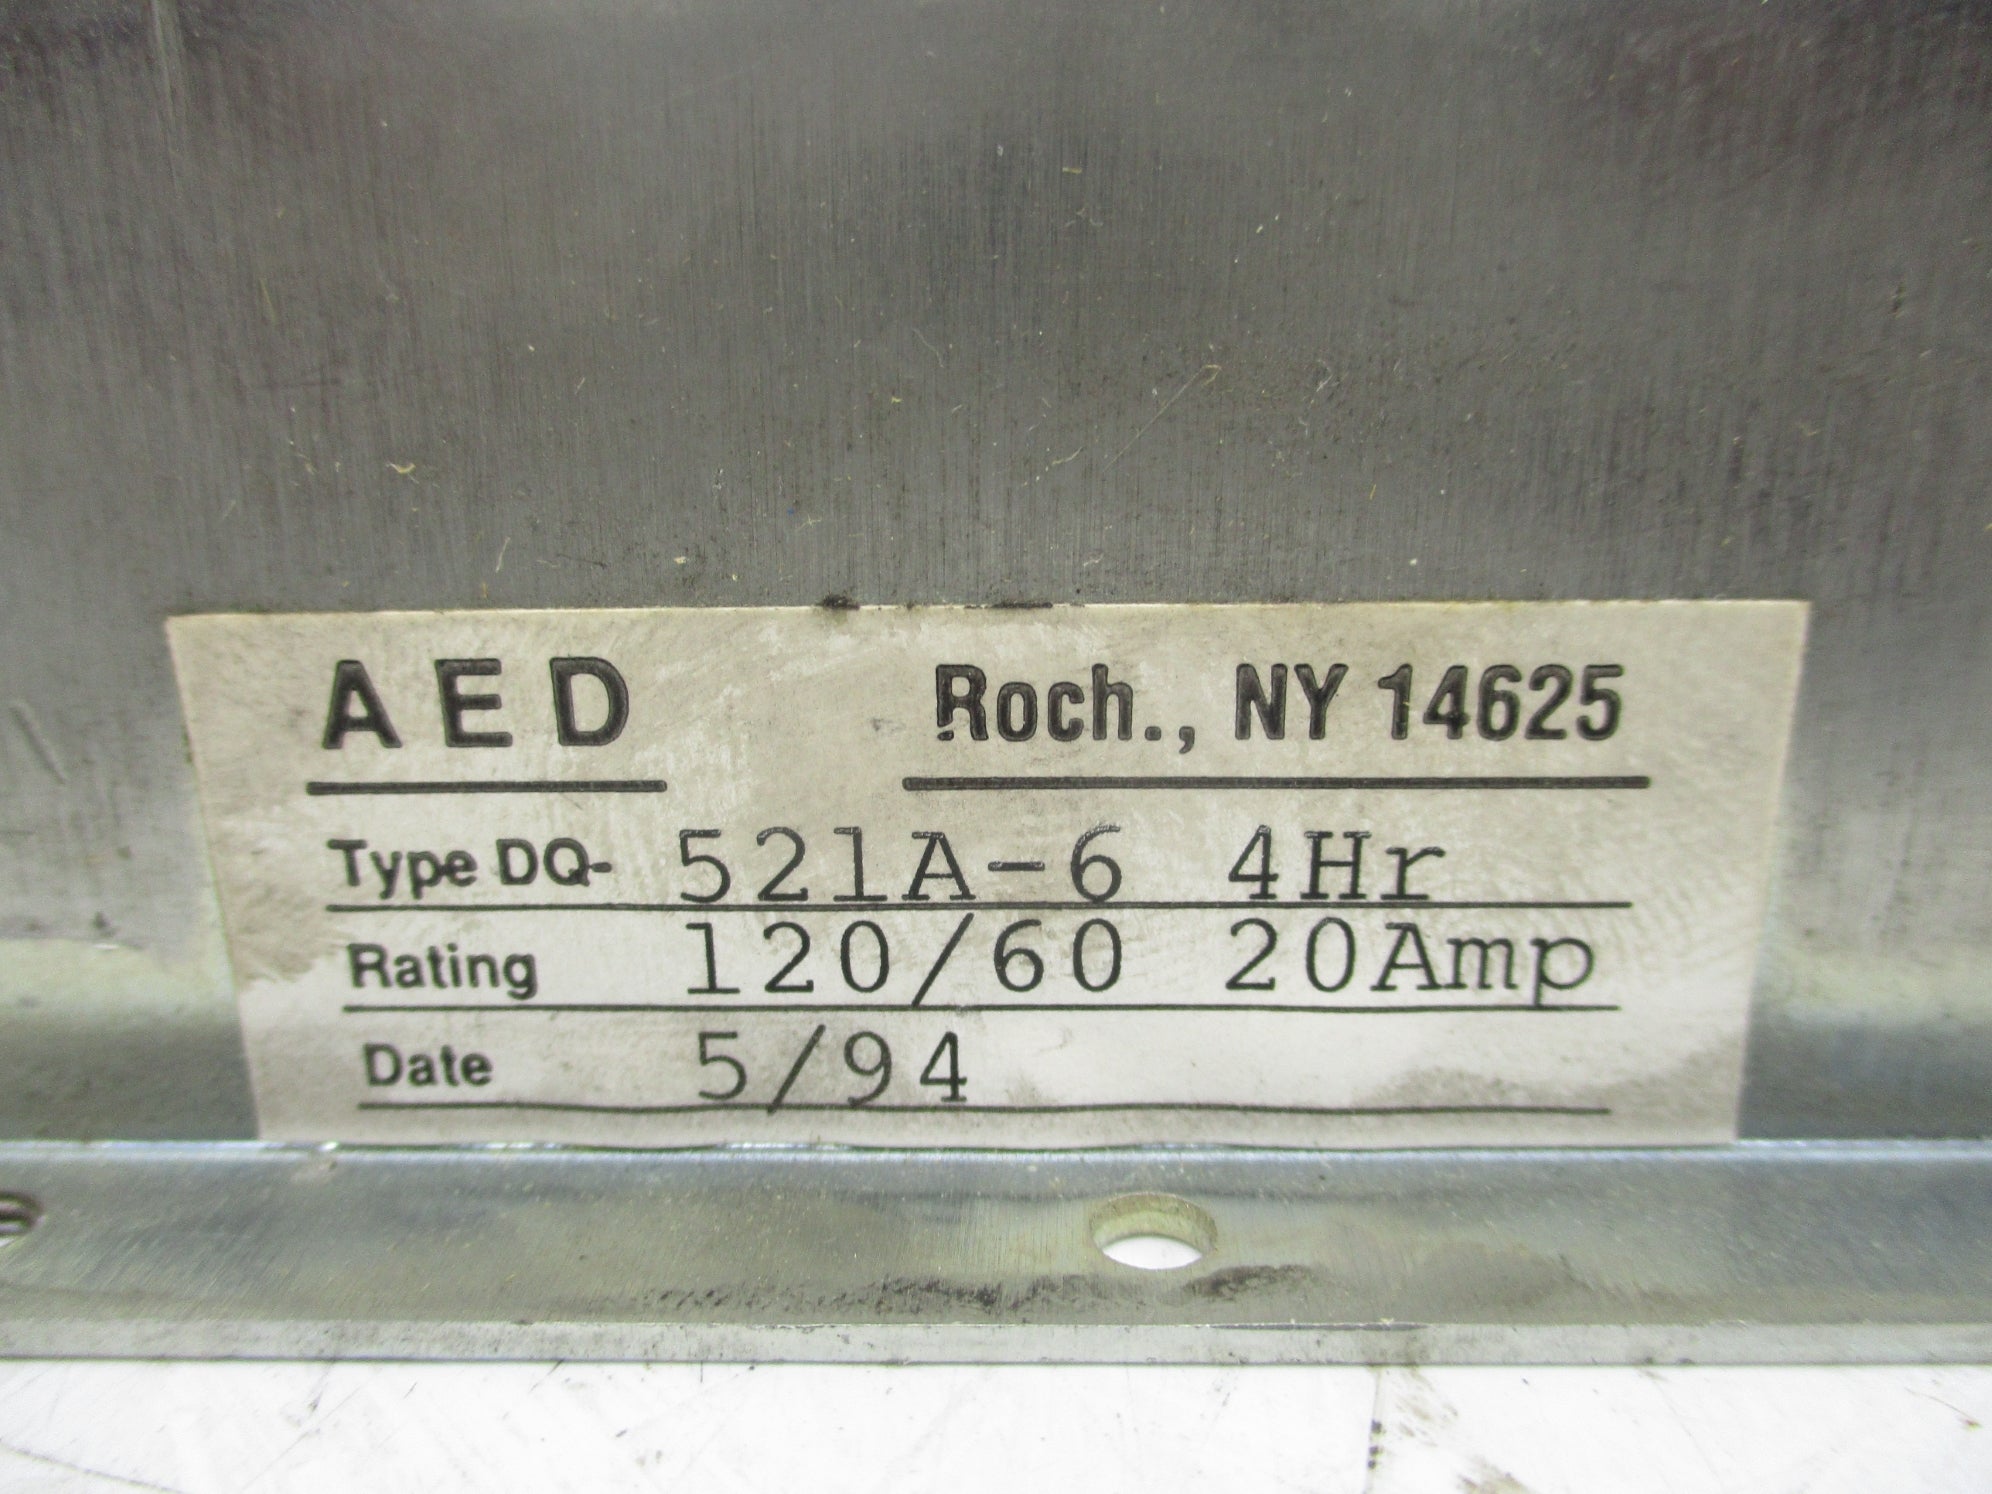 AED Roch., NY 14625
Type DQ- 521A-6 4Hr
Rating 120/60 20Amp
Date 5/94